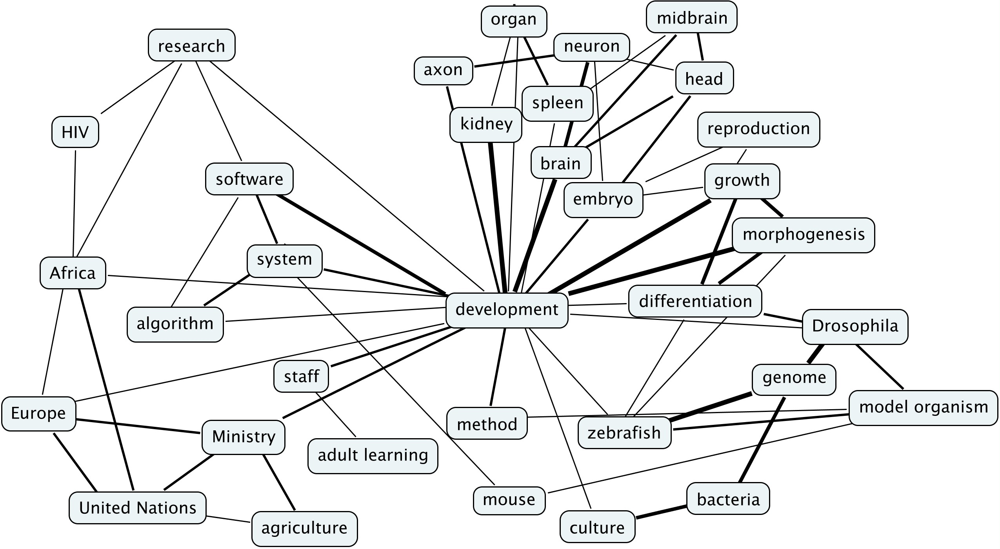 organ
midbrain
research
neuron
axon
head
spleen
kidney
HIV
reproduction
brain
software
growth
embryo
morphogenesis
system
Africa
development
differentiation
algorithm
Drosophila
staff
genome
Europe
model organism
method
zebrafish
Ministry
adult learning
mouse
bacteria
United Nations
agriculture
culture